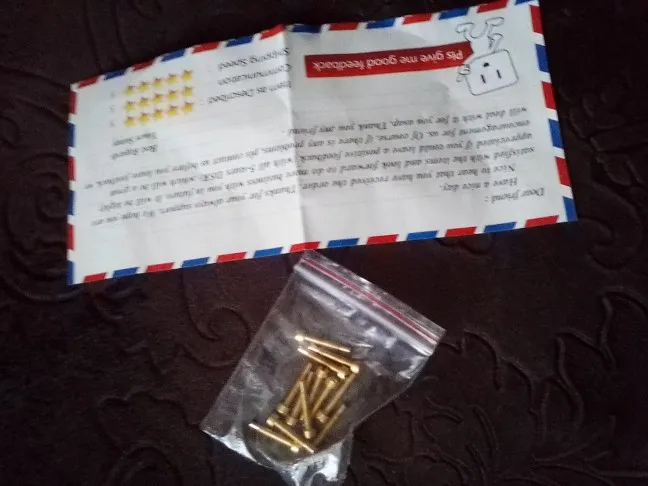 Dear friend :
Have a nice day.
Nice to hear that you have received the order. Thanks for your always support. We hope you are
satisfied with the items and look forward to do more business with you in future. It will be highly
appreciated if you could leave a positive feedback with all 5-stars DSR, which will be a great
encouragement for us. Of course, if there is any problems, pls contact us before you leave feedback, we
will deal with it for you asap. Thank you my friend.
Best Regards
Yours
Item as Described :
Communication
Shipping Speed
Pls give me good feedback